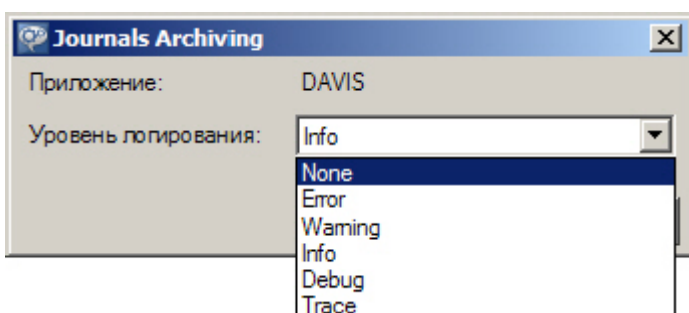 Journals Archiving
Приложение: DAVIS
Уровень логирования: Info
None
Error
Warning
Info
Debug
Trace